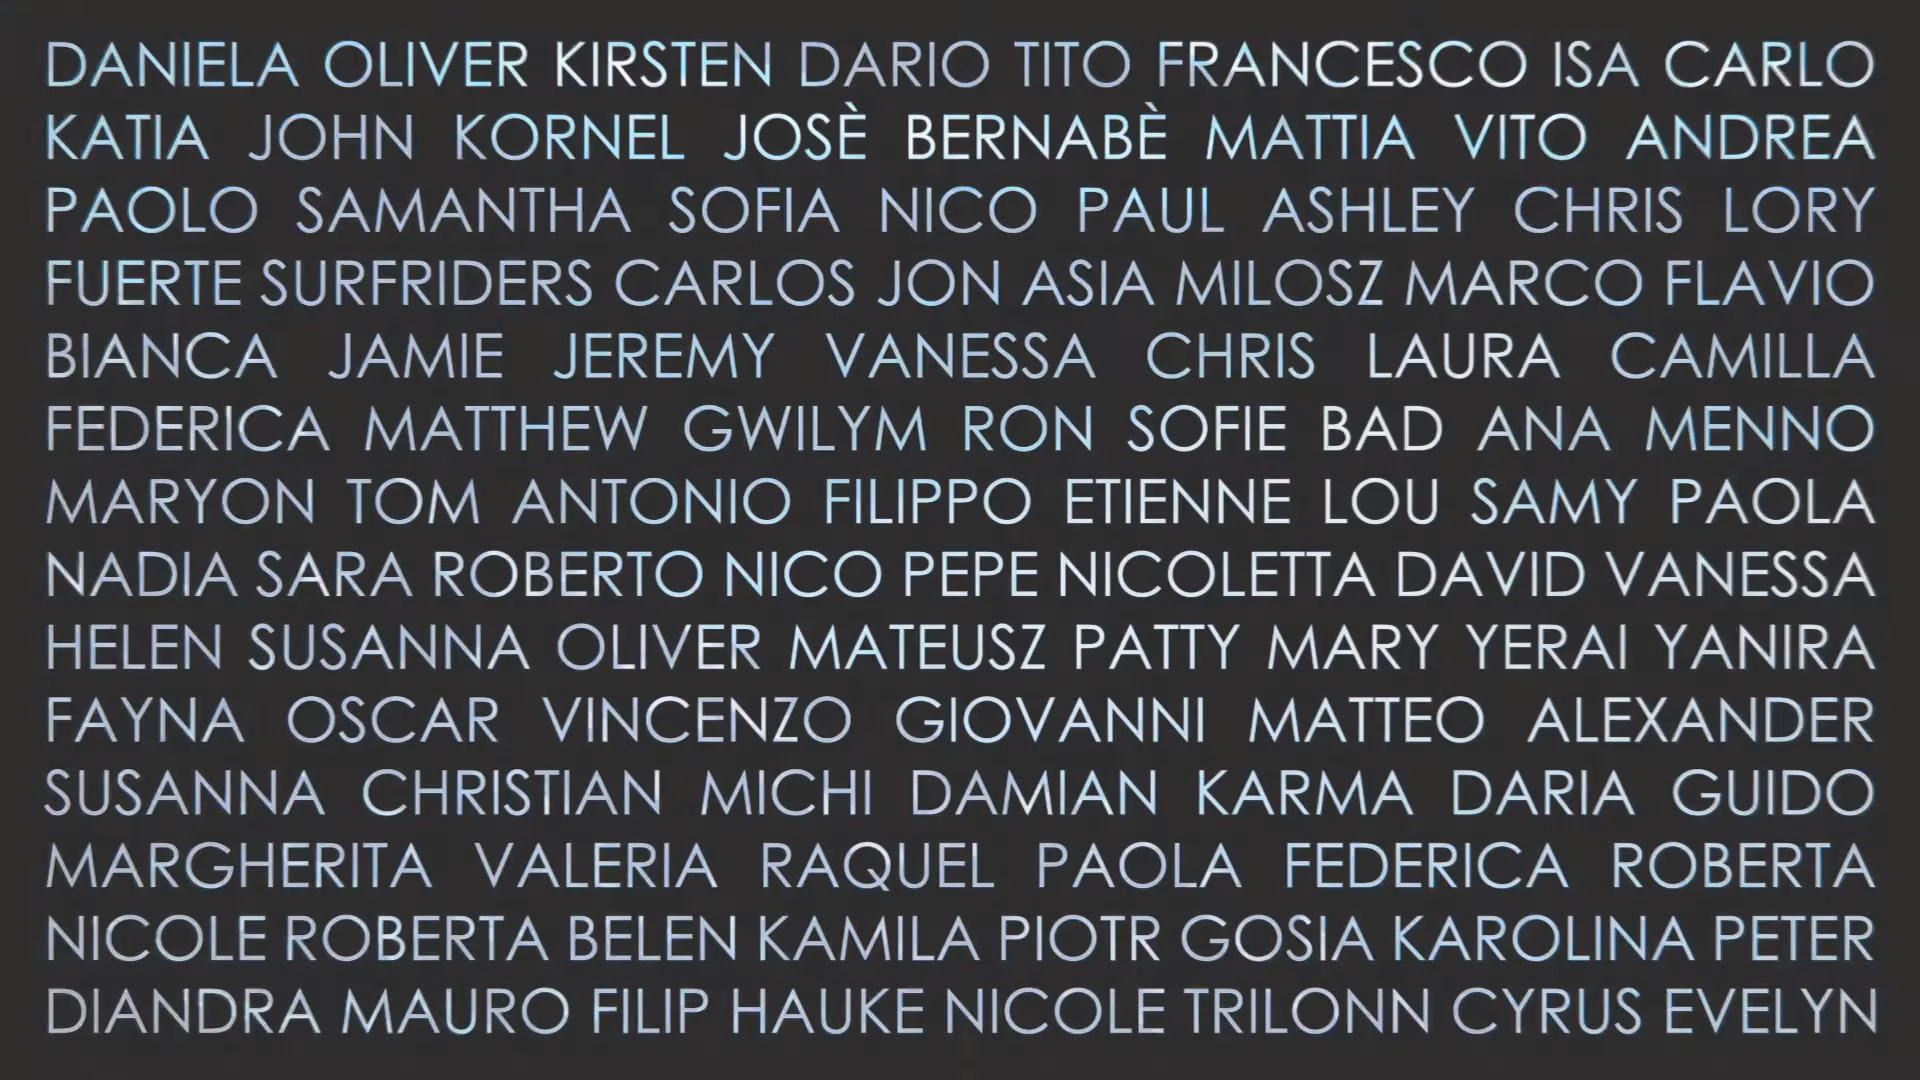 DANIELA OLIVER KIRSTEN DARIO TITO FRANCESCO ISA CARLO
KATIA JOHN KORNEL JOSÈ BERNABÈ MATTIA VITO ANDREA
PAOLO SAMANTHA SOFIA NICO PAUL ASHLEY CHRIS LORY
FUERTE SURFRIDERS CARLOS JON ASIA MILOSZ MARCO FLAVIO
BIANCA JAMIE JEREMY VANESSA CHRIS LAURA CAMILLA
FEDERICA MATTHEW GWILYM RON SOFIE BAD ANA MENNO
MARYON TOM ANTONIO FILIPPO ETIENNE LOU SAMY PAOLA
NADIA SARA ROBERTO NICO PEPE NICOLETTA DAVID VANESSA
HELEN SUSANNA OLIVER MATEUSZ PATTY MARY YERAI YANIRA
FAYNA OSCAR VINCENZO GIOVANNI MATTEO ALEXANDER
SUSANNA CHRISTIAN MICHI DAMIAN KARMA DARIA GUIDO
MARGHERITA VALERIA RAQUEL PAOLA FEDERICA ROBERTA
NICOLE ROBERTA BELEN KAMILA PIOTR GOSIA KAROLINA PETER
DIANDRA MAURO FILIP HAUKE NICOLE TRILONN CYRUS EVELYN